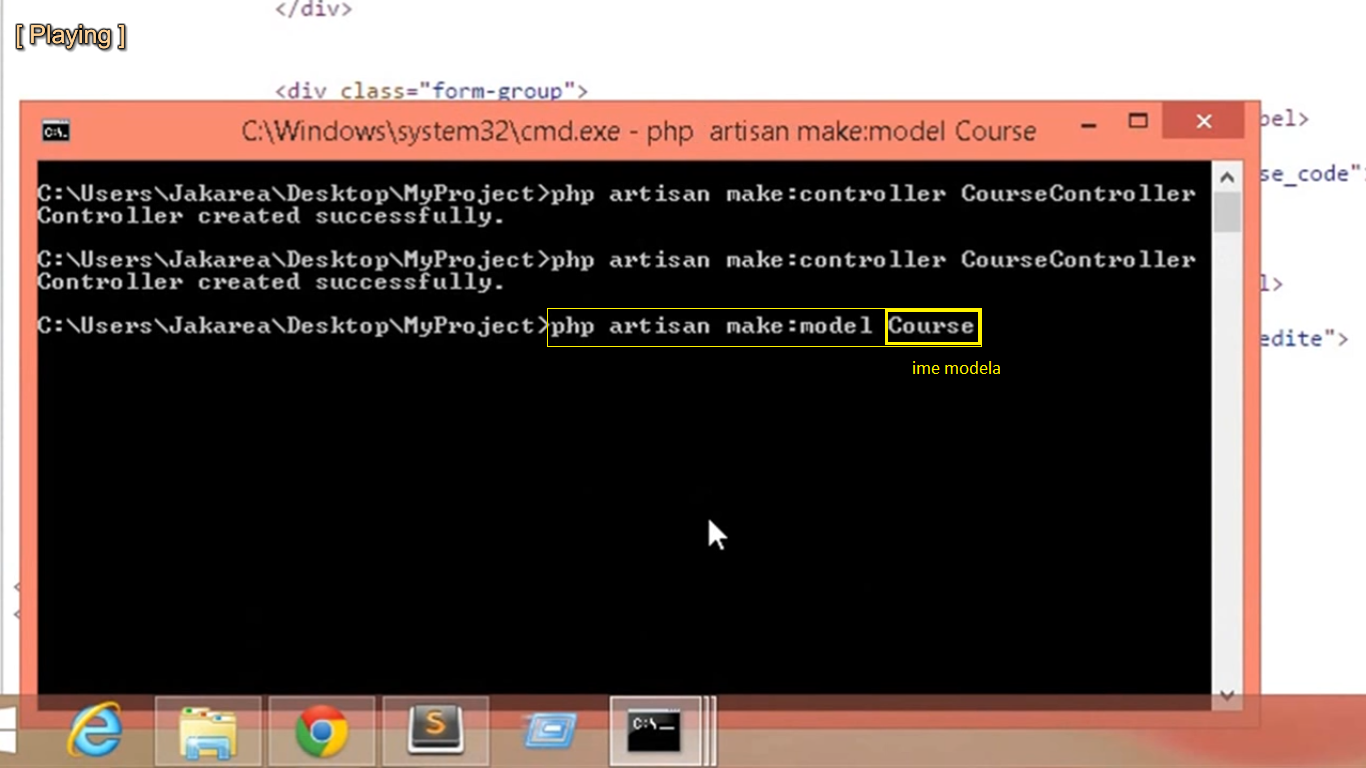 </div>
[ Playing ]
<div class="form-group">
C:\Windows\system32\cmd.exe - php  artisan make:model Course
bel>
C:\Users\Jakarea\Desktop\MyProject>php artisan make:controller CourseController
Controller created successfully.
se_code"
C:\Users\Jakarea\Desktop\MyProject>php artisan make:controller CourseController
Controller created successfully.
l>
C:\Users\Jakarea\Desktop\MyProject>php artisan make:model Course
edite">
ime modela